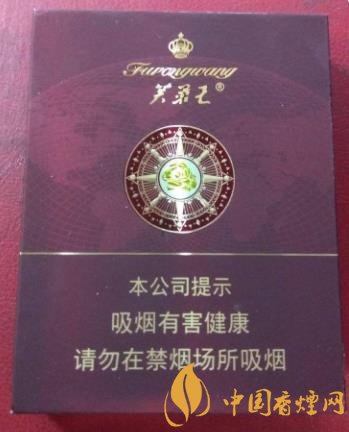 Furongwang
芙蓉王®
本公司提示
吸烟有害健康
请勿在禁烟场所吸烟
中国香烟网